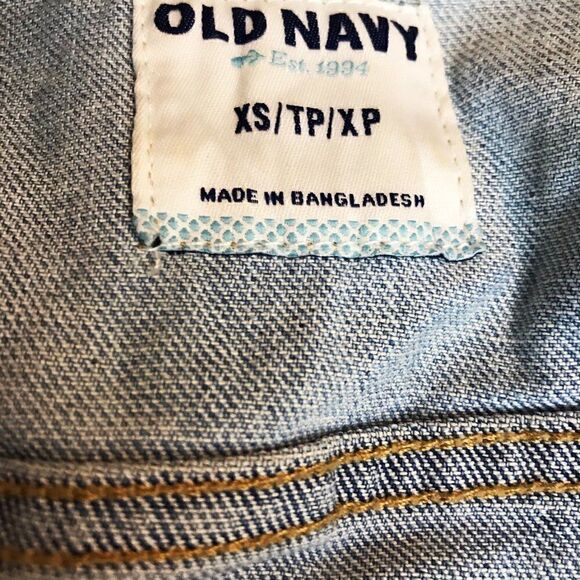 OLD NAVY
Est. 1994
XS/TP/XP
MADE IN BANGLADESH